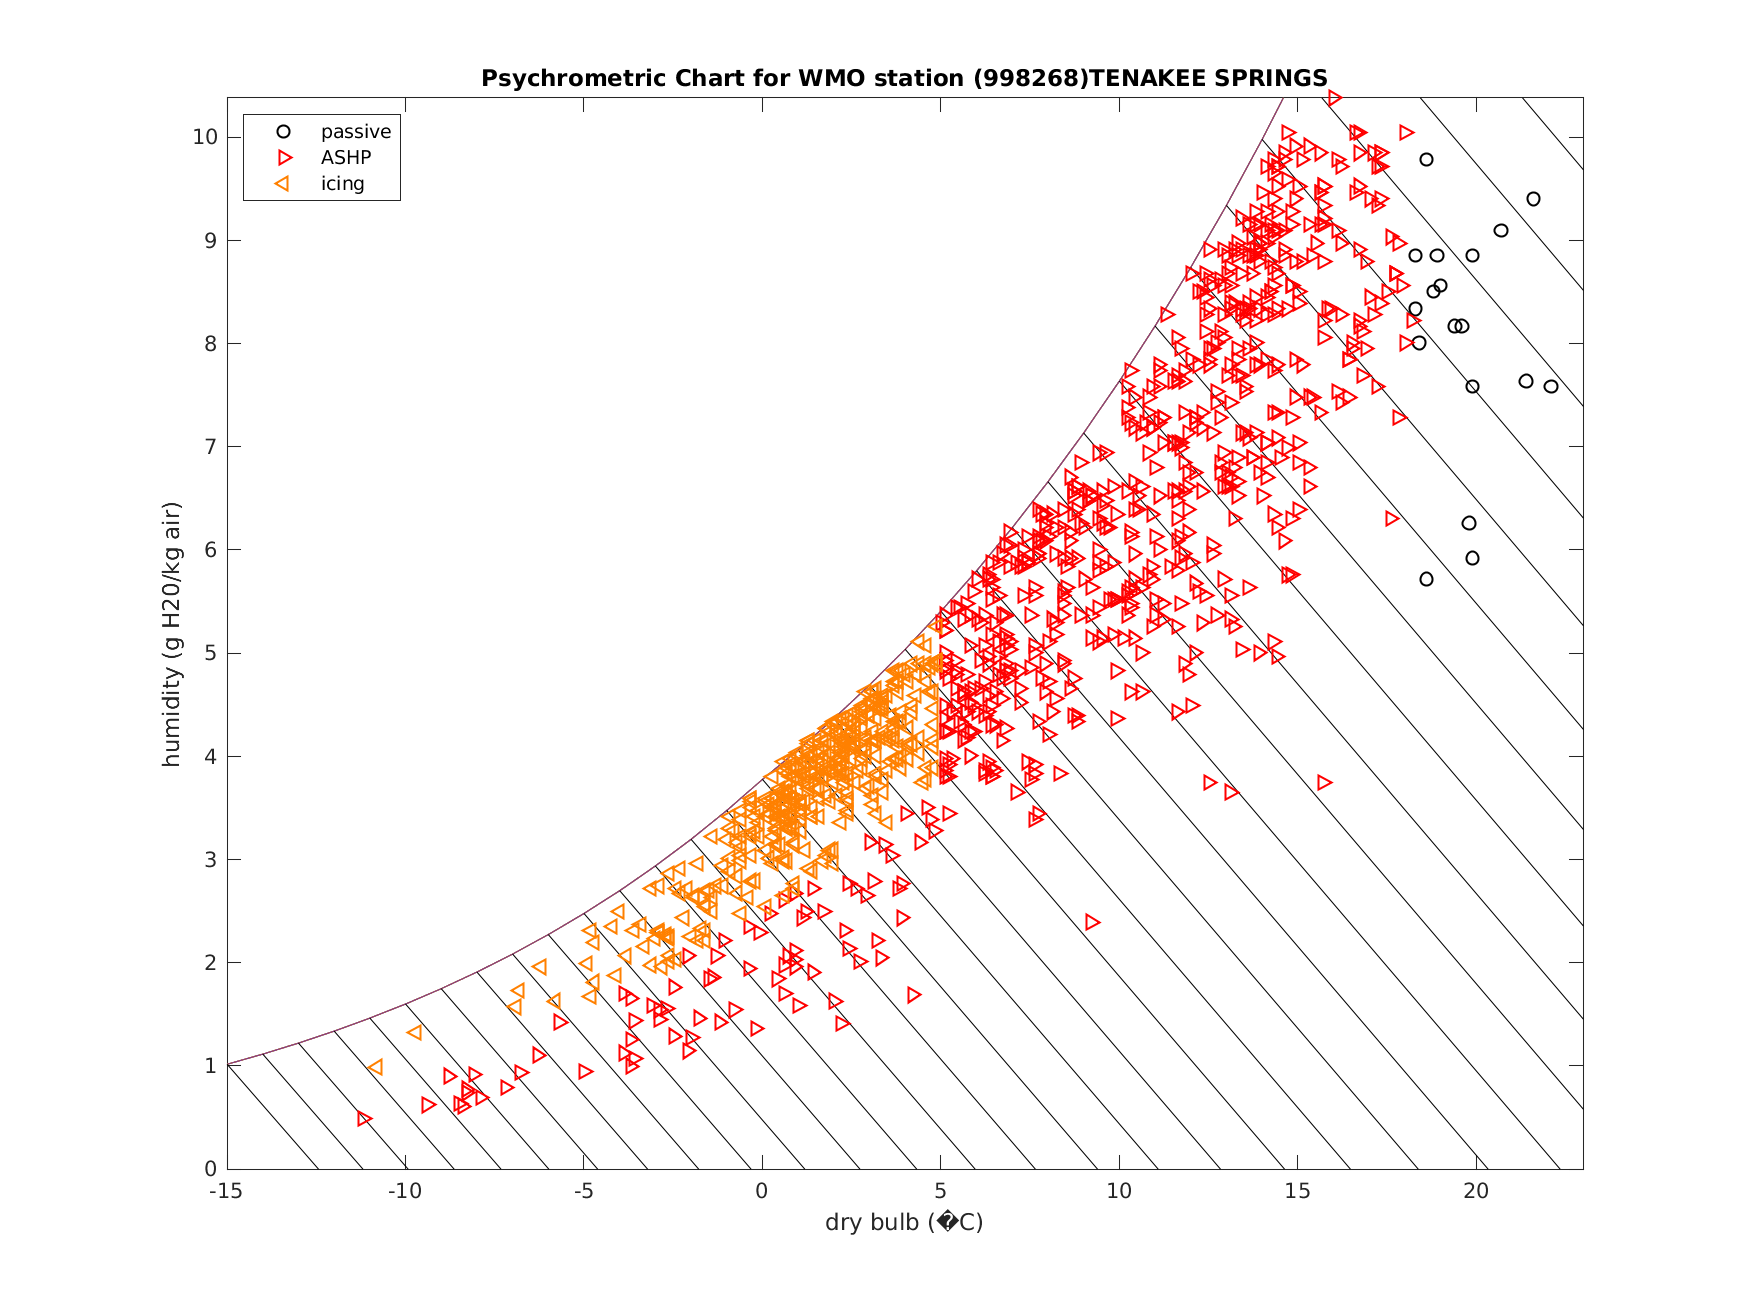 Psychrometric Chart for WMO station (998268)TENAKEE SPRINGS
passive
ASHP
icing
10
9
8
7
6
5
4
3
2
1
0
humidity (g H20/kg air)
-15 -10 -5 0 5 10 15 20
dry bulb (�C)